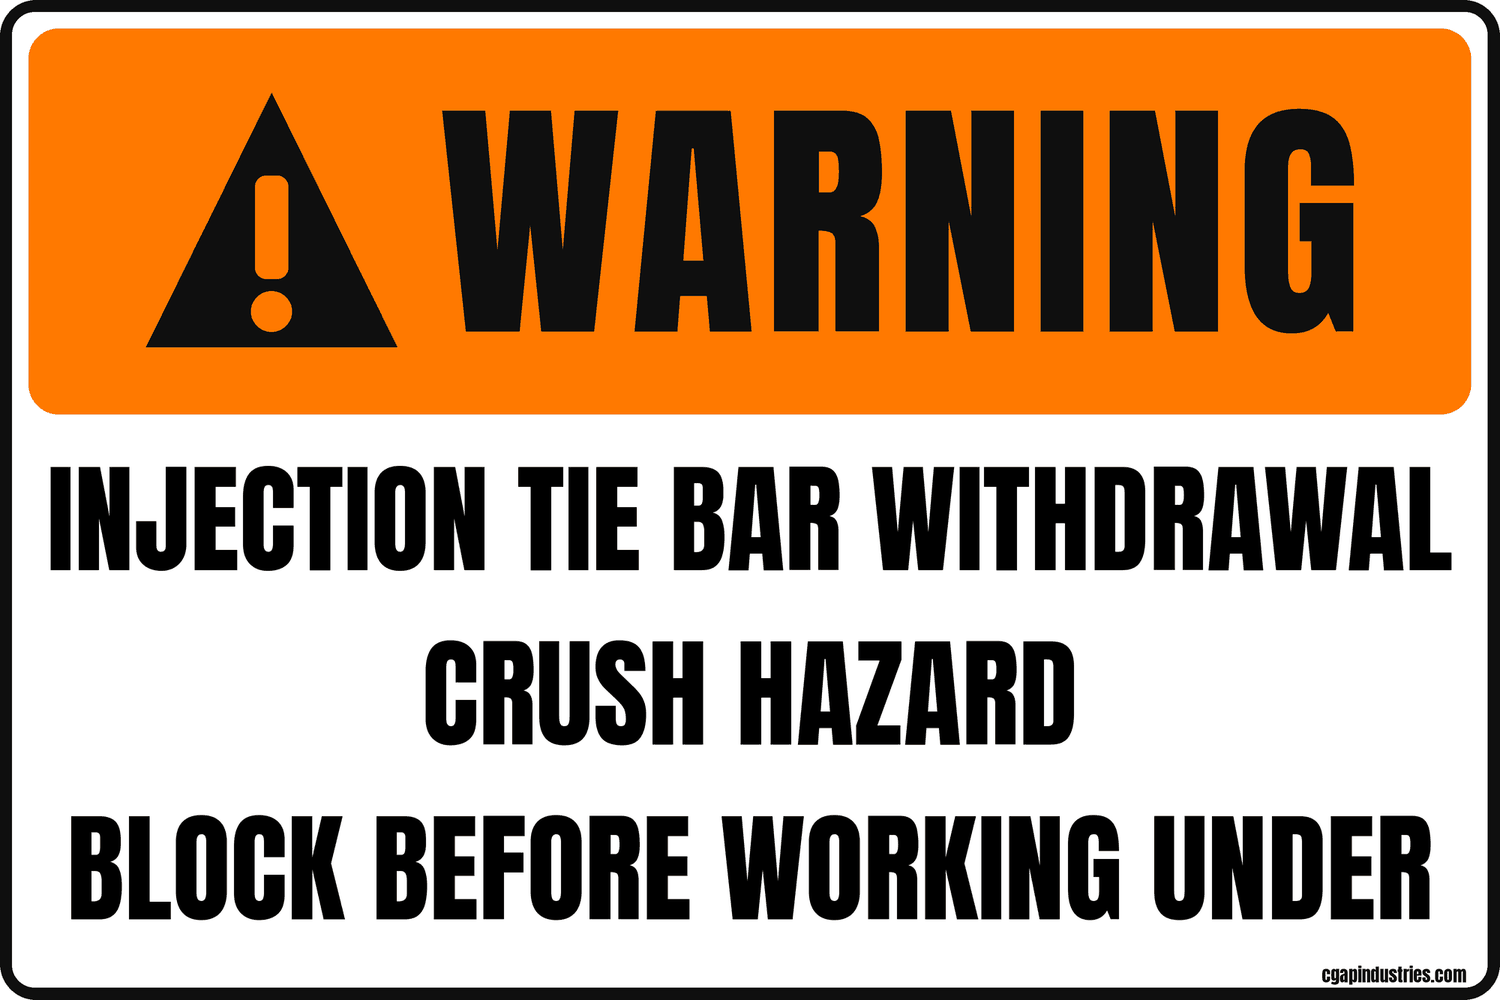 WARNING
INJECTION TIE BAR WITHDRAWAL
CRUSH HAZARD
BLOCK BEFORE WORKING UNDER
cgapindustries.com